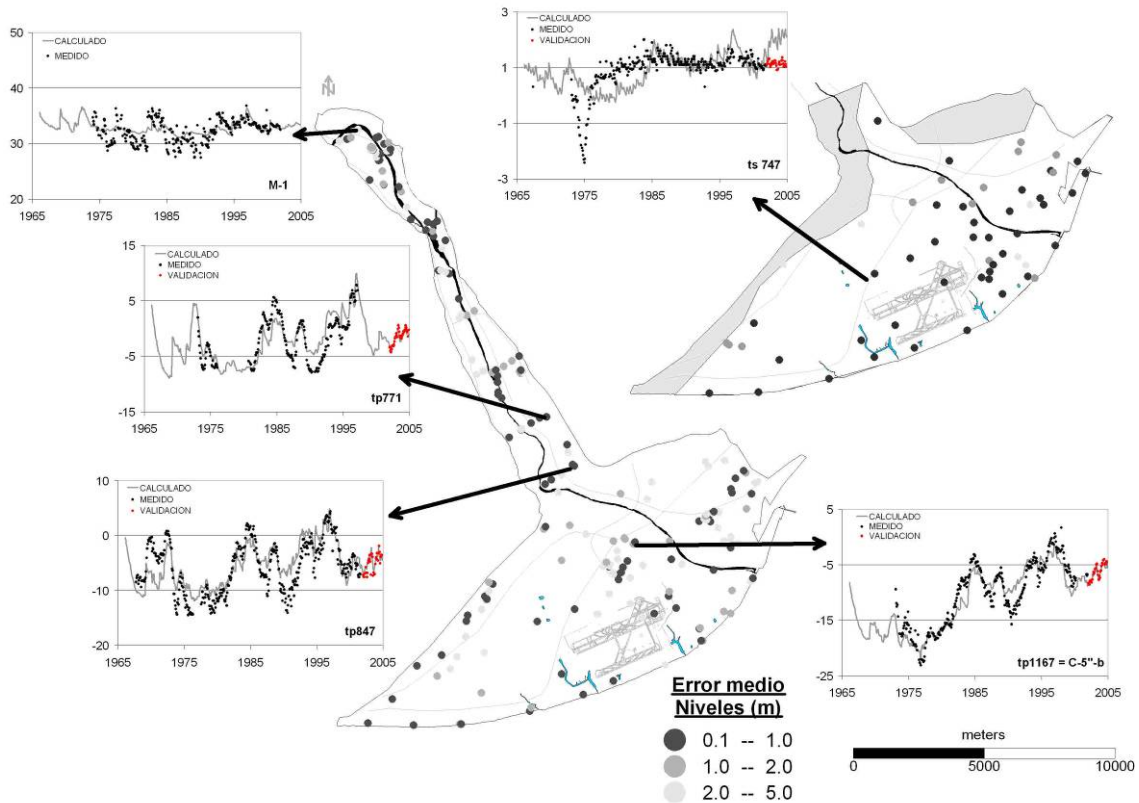 50
40
30
20
CALCULADO
MEDIDO
M-1
1965 1975 1985 1995 2005
3
1
-1
-3
CALCULADO
MEDIDO
VALIDACION
ts 747
1965 1975 1985 1995 2005
N
15
5
-5
-15
CALCULADO
MEDIDO
VALIDACION
tp771
1965 1975 1985 1995 2005
10
0
-10
-20
CALCULADO
MEDIDO
VALIDACION
tp847
1965 1975 1985 1995 2005
5
-5
-15
-25
CALCULADO
MEDIDO
VALIDACION
tp1167 = C-5"-b
1965 1975 1985 1995 2005
Error medio
Niveles (m)
0.1 -- 1.0
1.0 -- 2.0
2.0 -- 5.0
meters
0 5000 10000